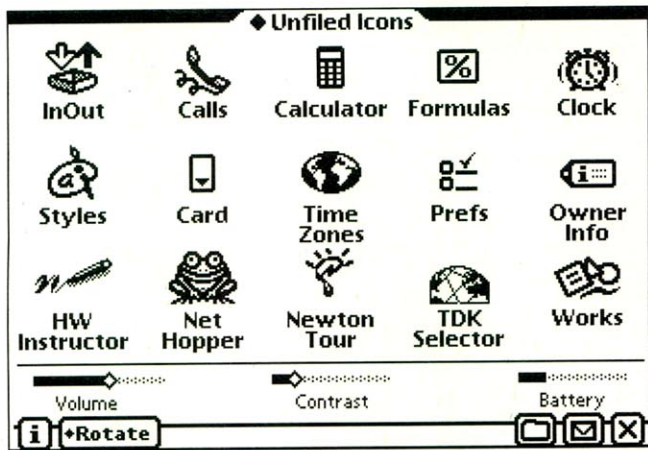 ◆Unfiled Icons
InOut Calls Calculator Formulas Clock
Styles Card Time Zones Prefs Owner Info
HW Instructor Net Hopper Newton Tour TDK Selector Works
Volume Contrast Battery
i ◆Rotate